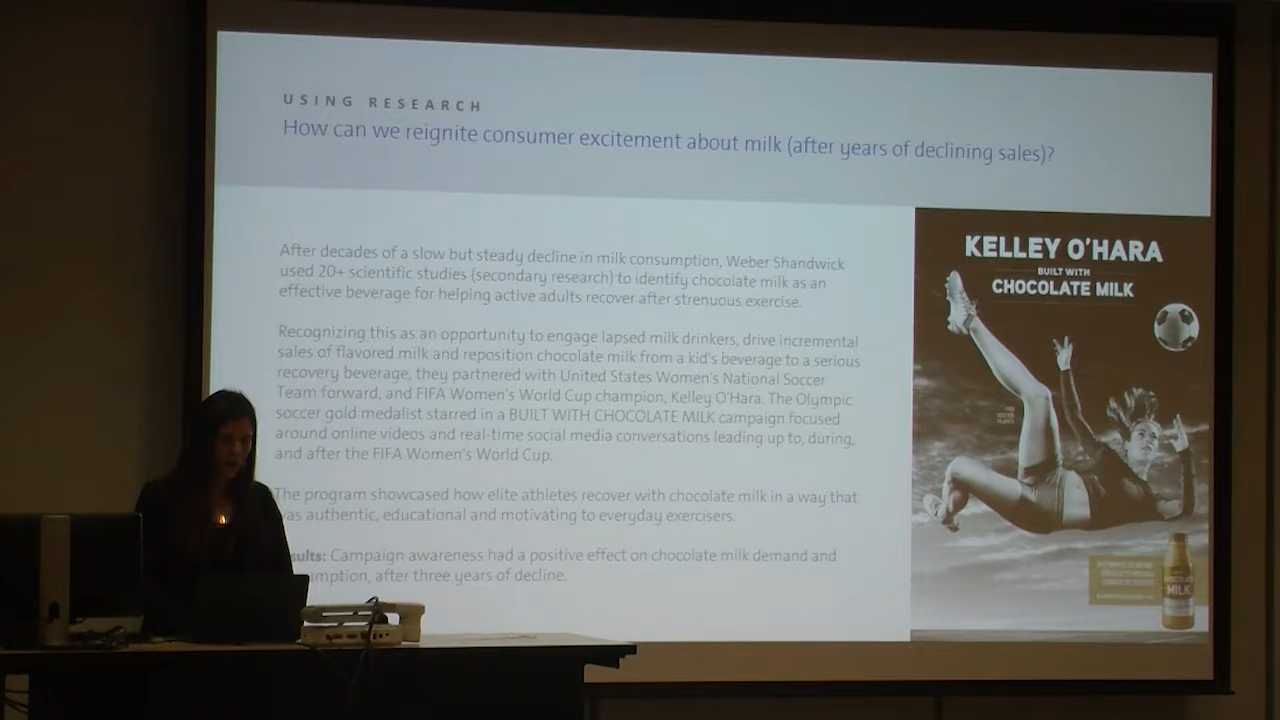 USING RESEARCH
How can we reignite consumer excitement about milk (after years of declining sales)?
After decades of a slow but steady decline in milk consumption, Weber Shandwick
used 20+ scientific studies (secondary research) to identify chocolate milk as an
effective beverage for helping active adults recover after strenuous exercise.
Recognizing this as an opportunity to engage lapsed milk drinkers, drive incremental
sales of flavored milk and reposition chocolate milk from a kid's beverage to a serious
recovery beverage, they partnered with United States Women's National Soccer
Team forward, and FIFA Women's World Cup champion, Kelley O'Hara. The Olympic
soccer gold medalist starred in a BUILT WITH CHOCOLATE MILK campaign focused
around online videos and real-time social media conversations leading up to, during,
and after the FIFA Women's World Cup.
The program showcased how elite athletes recover with chocolate milk in a way that
as authentic, educational and motivating to everyday exercisers.
sults: Campaign awareness had a positive effect on chocolate milk demand and
umption, after three years of decline.
KELLEY O'HARA
BUILT WITH
CHOCOLATE MILK
MILK